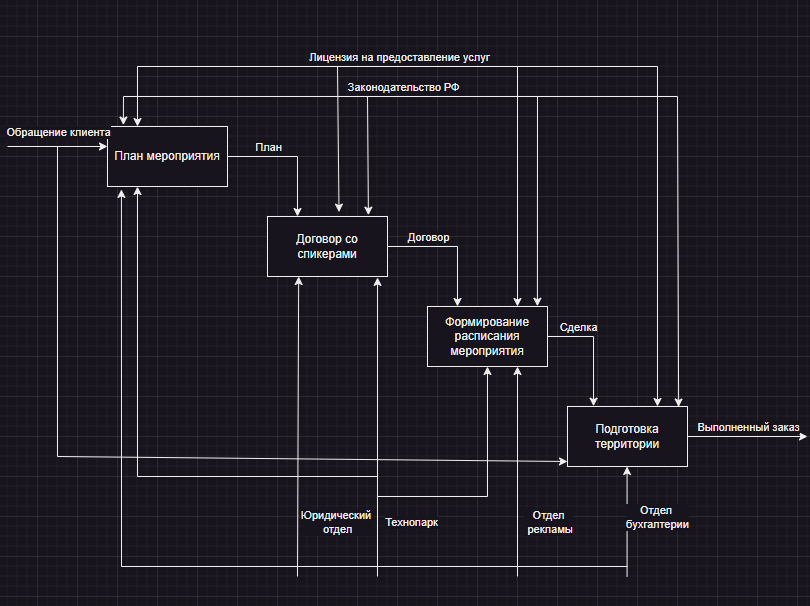 Лицензия на предоставление услуг
Законодательство РФ
Обращение клиента
План мероприятия
План
Договор со
спикерами
Договор
Формирование
расписания
мероприятия
Сделка
Подготовка
территории
Выполненный заказ
Юридический
отдел
Технопарк
Отдел
рекламы
Отдел
бухгалтерии